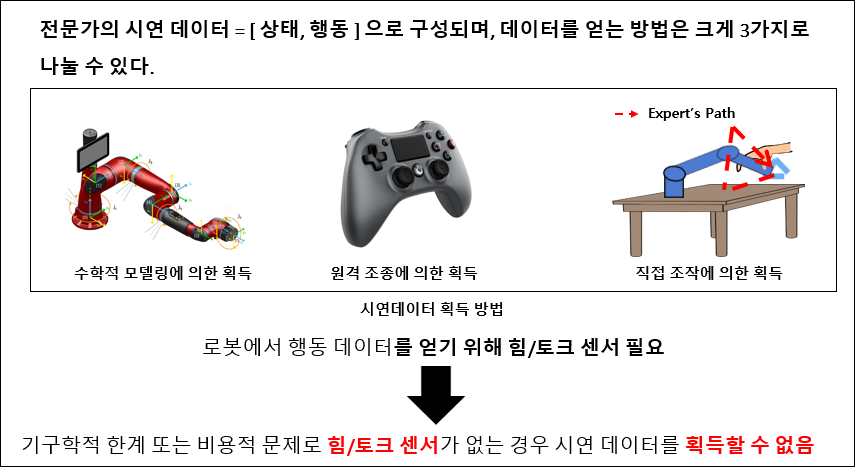 전문가의 시연 데이터 = [ 상태, 행동 ] 으로 구성되며, 데이터를 얻는 방법은 크게 3가지로
나눌 수 있다.
Expert's Path
수학적 모델링에 의한 획득
원격 조종에 의한 획득
직접 조작에 의한 획득
시연데이터 획득 방법
로봇에서 행동 데이터를 얻기 위해 힘/토크 센서 필요
기구학적 한계 또는 비용적 문제로 힘/토크 센서가 없는 경우 시연 데이터를 획득할 수 없음